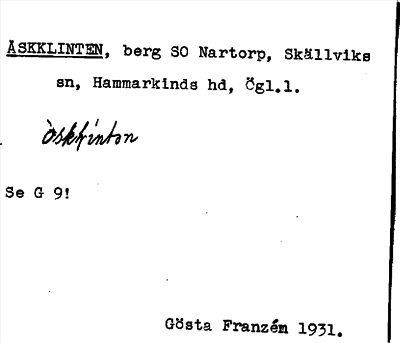 ÅSKKLINTEN, berg SO Nartorp, Skällviks
sn, Hammarkinds hd, Ögl.l.
Se G 9!
Gösta Franzén 1931.